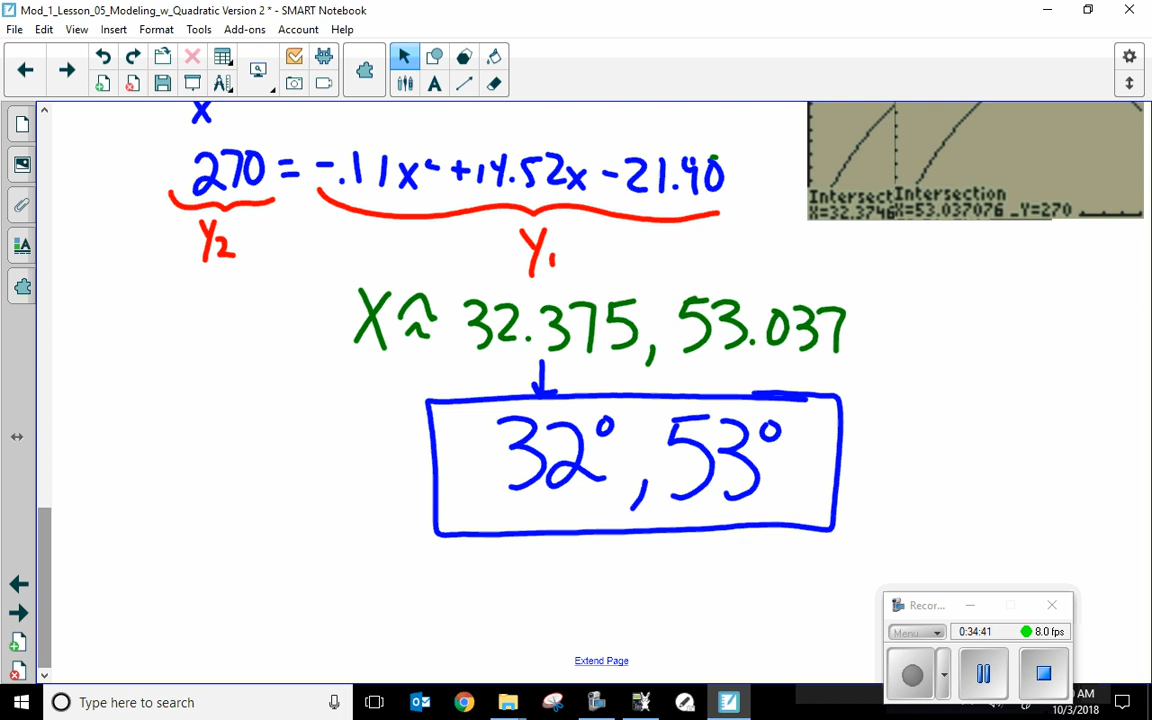 Mod_1_Lesson_05_Modeling_w_Quadratic Version 2 * - SMART Notebook
File Edit View Insert Format Tools Add-ons Account Help
x
270 = -.11x² +14.52x -21.40
Y2 Y1
Intersect Intersection
X=32.3746 X=53.037076 Y=270
X ≈ 32.375, 53.037
32°, 53°
Recor...
Menu 0:34:41 8.0 fps
Extend Page
Type here to search
10/3/2018